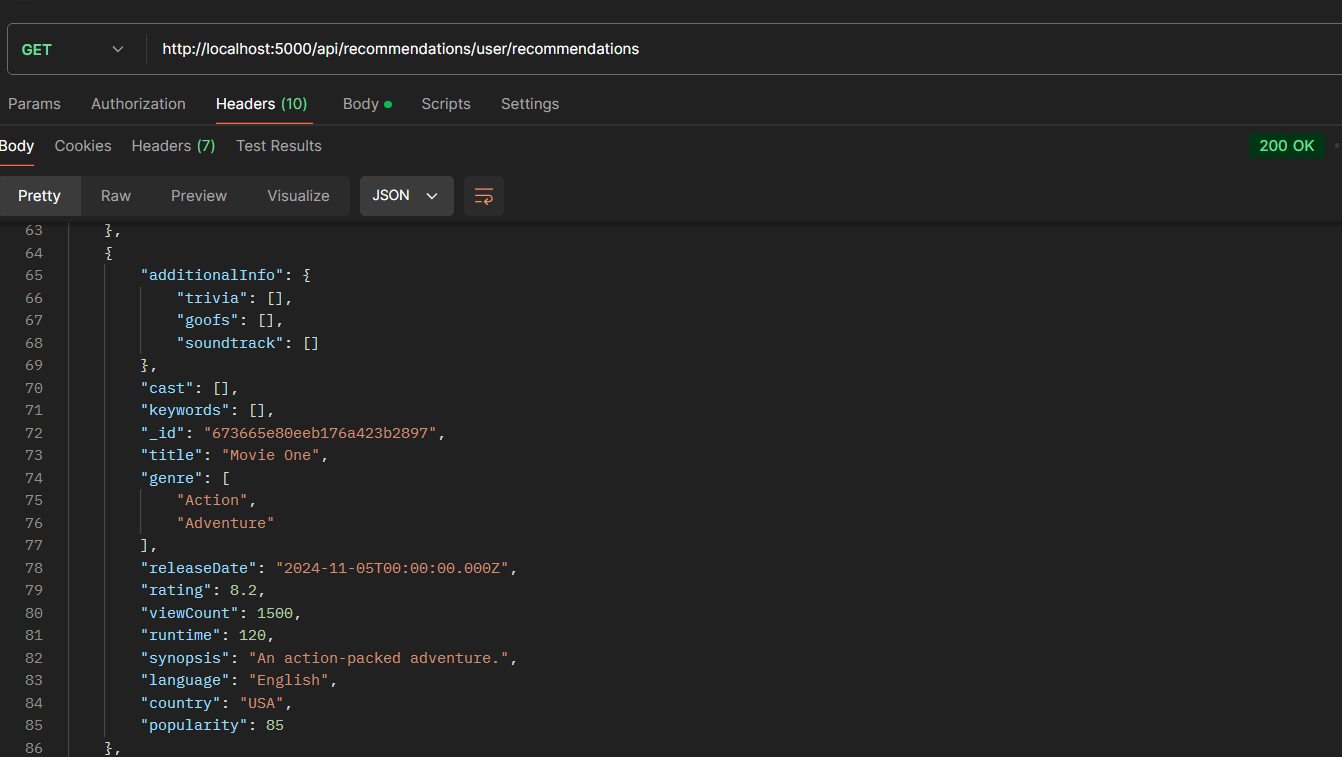 GET http://localhost:5000/api/recommendations/user/recommendations
Params Authorization Headers (10) Body Scripts Settings
Body Cookies Headers (7) Test Results 200 OK
Pretty Raw Preview Visualize JSON
63 },
64 {
65 "additionalInfo": {
66 "trivia": [],
67 "goofs": [],
68 "soundtrack": []
69 },
70 "cast": [],
71 "keywords": [],
72 "_id": "673665e80eeb176a423b2897",
73 "title": "Movie One",
74 "genre": [
75 "Action",
76 "Adventure"
77 ],
78 "releaseDate": "2024-11-05T00:00:00.000Z",
79 "rating": 8.2,
80 "viewCount": 1500,
81 "runtime": 120,
82 "synopsis": "An action-packed adventure.",
83 "language": "English",
84 "country": "USA",
85 "popularity": 85
86 },